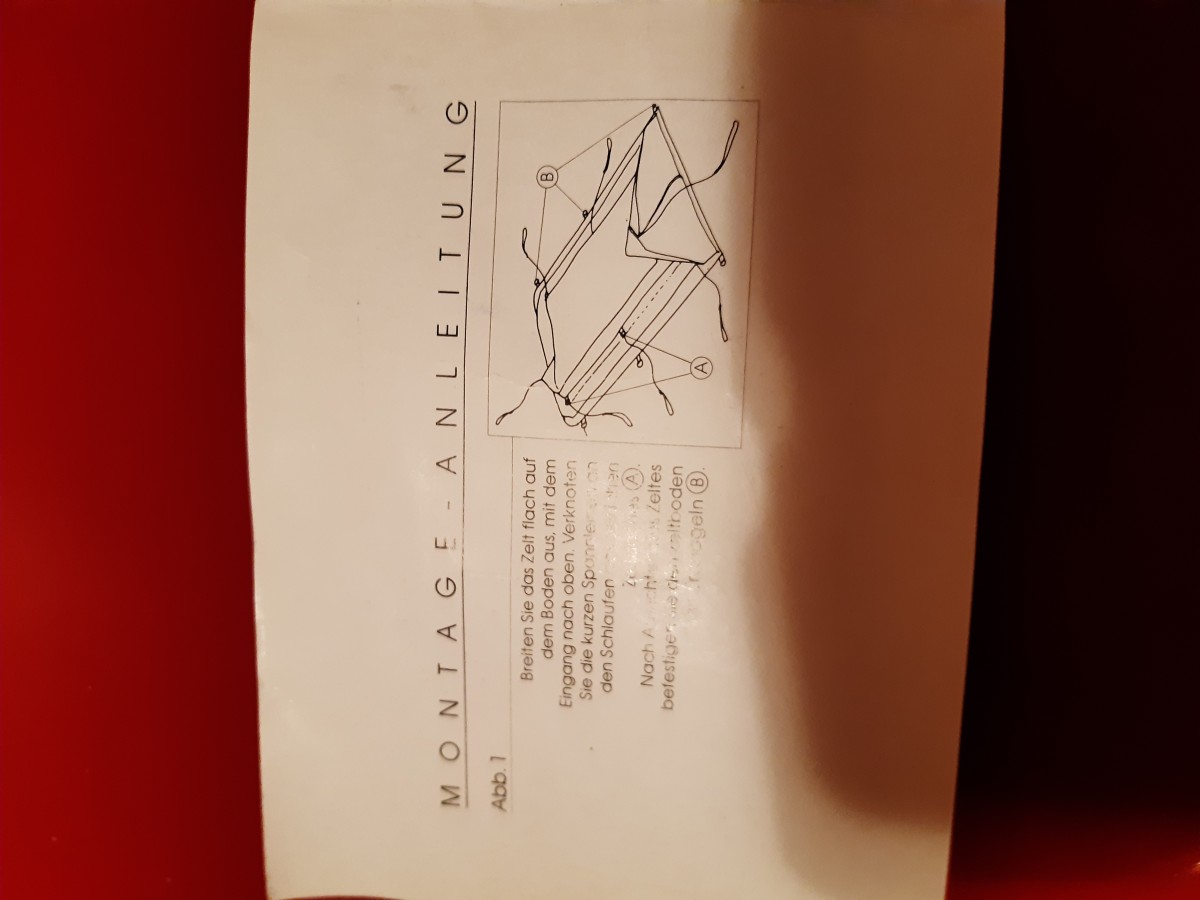 MONTAGE-ANLEITUNG
Abb. 1
Breiten Sie das Zelt flach auf
dem Boden aus, mit dem
Eingang nach oben. Verknoten
Sie die kurzen
den Schlaufen
(A).
Nach Zeltes
(B).
B
A